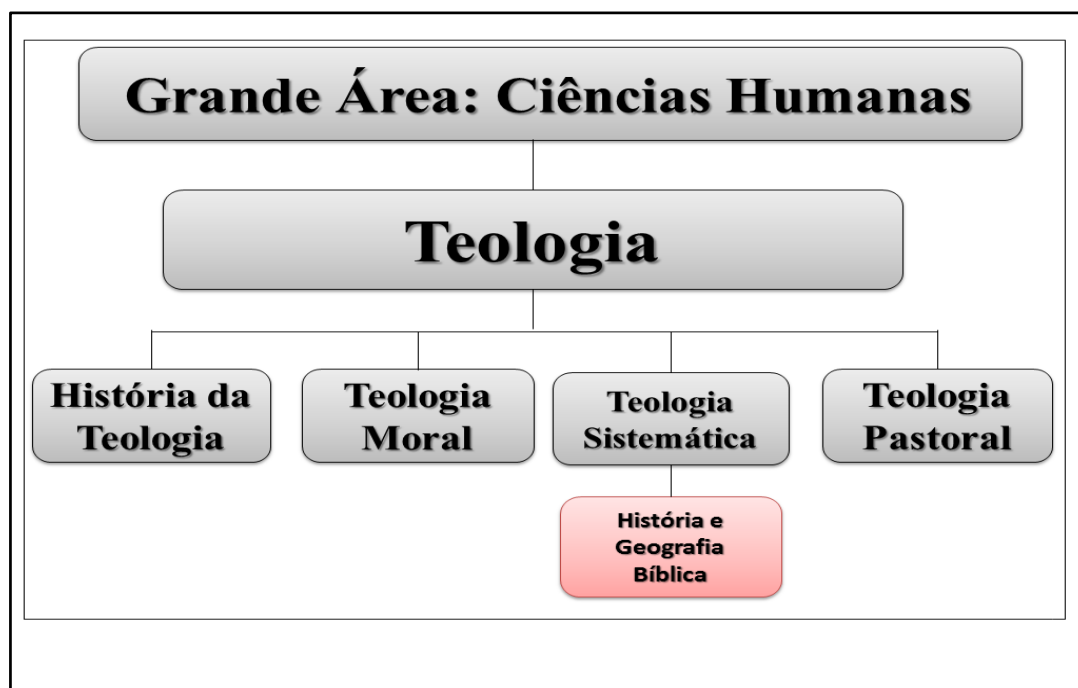 Grande Área: Ciências Humanas
Teologia
História da
Teologia
Teologia
Moral
Teologia
Sistemática
Teologia
Pastoral
História e
Geografia
Bíblica